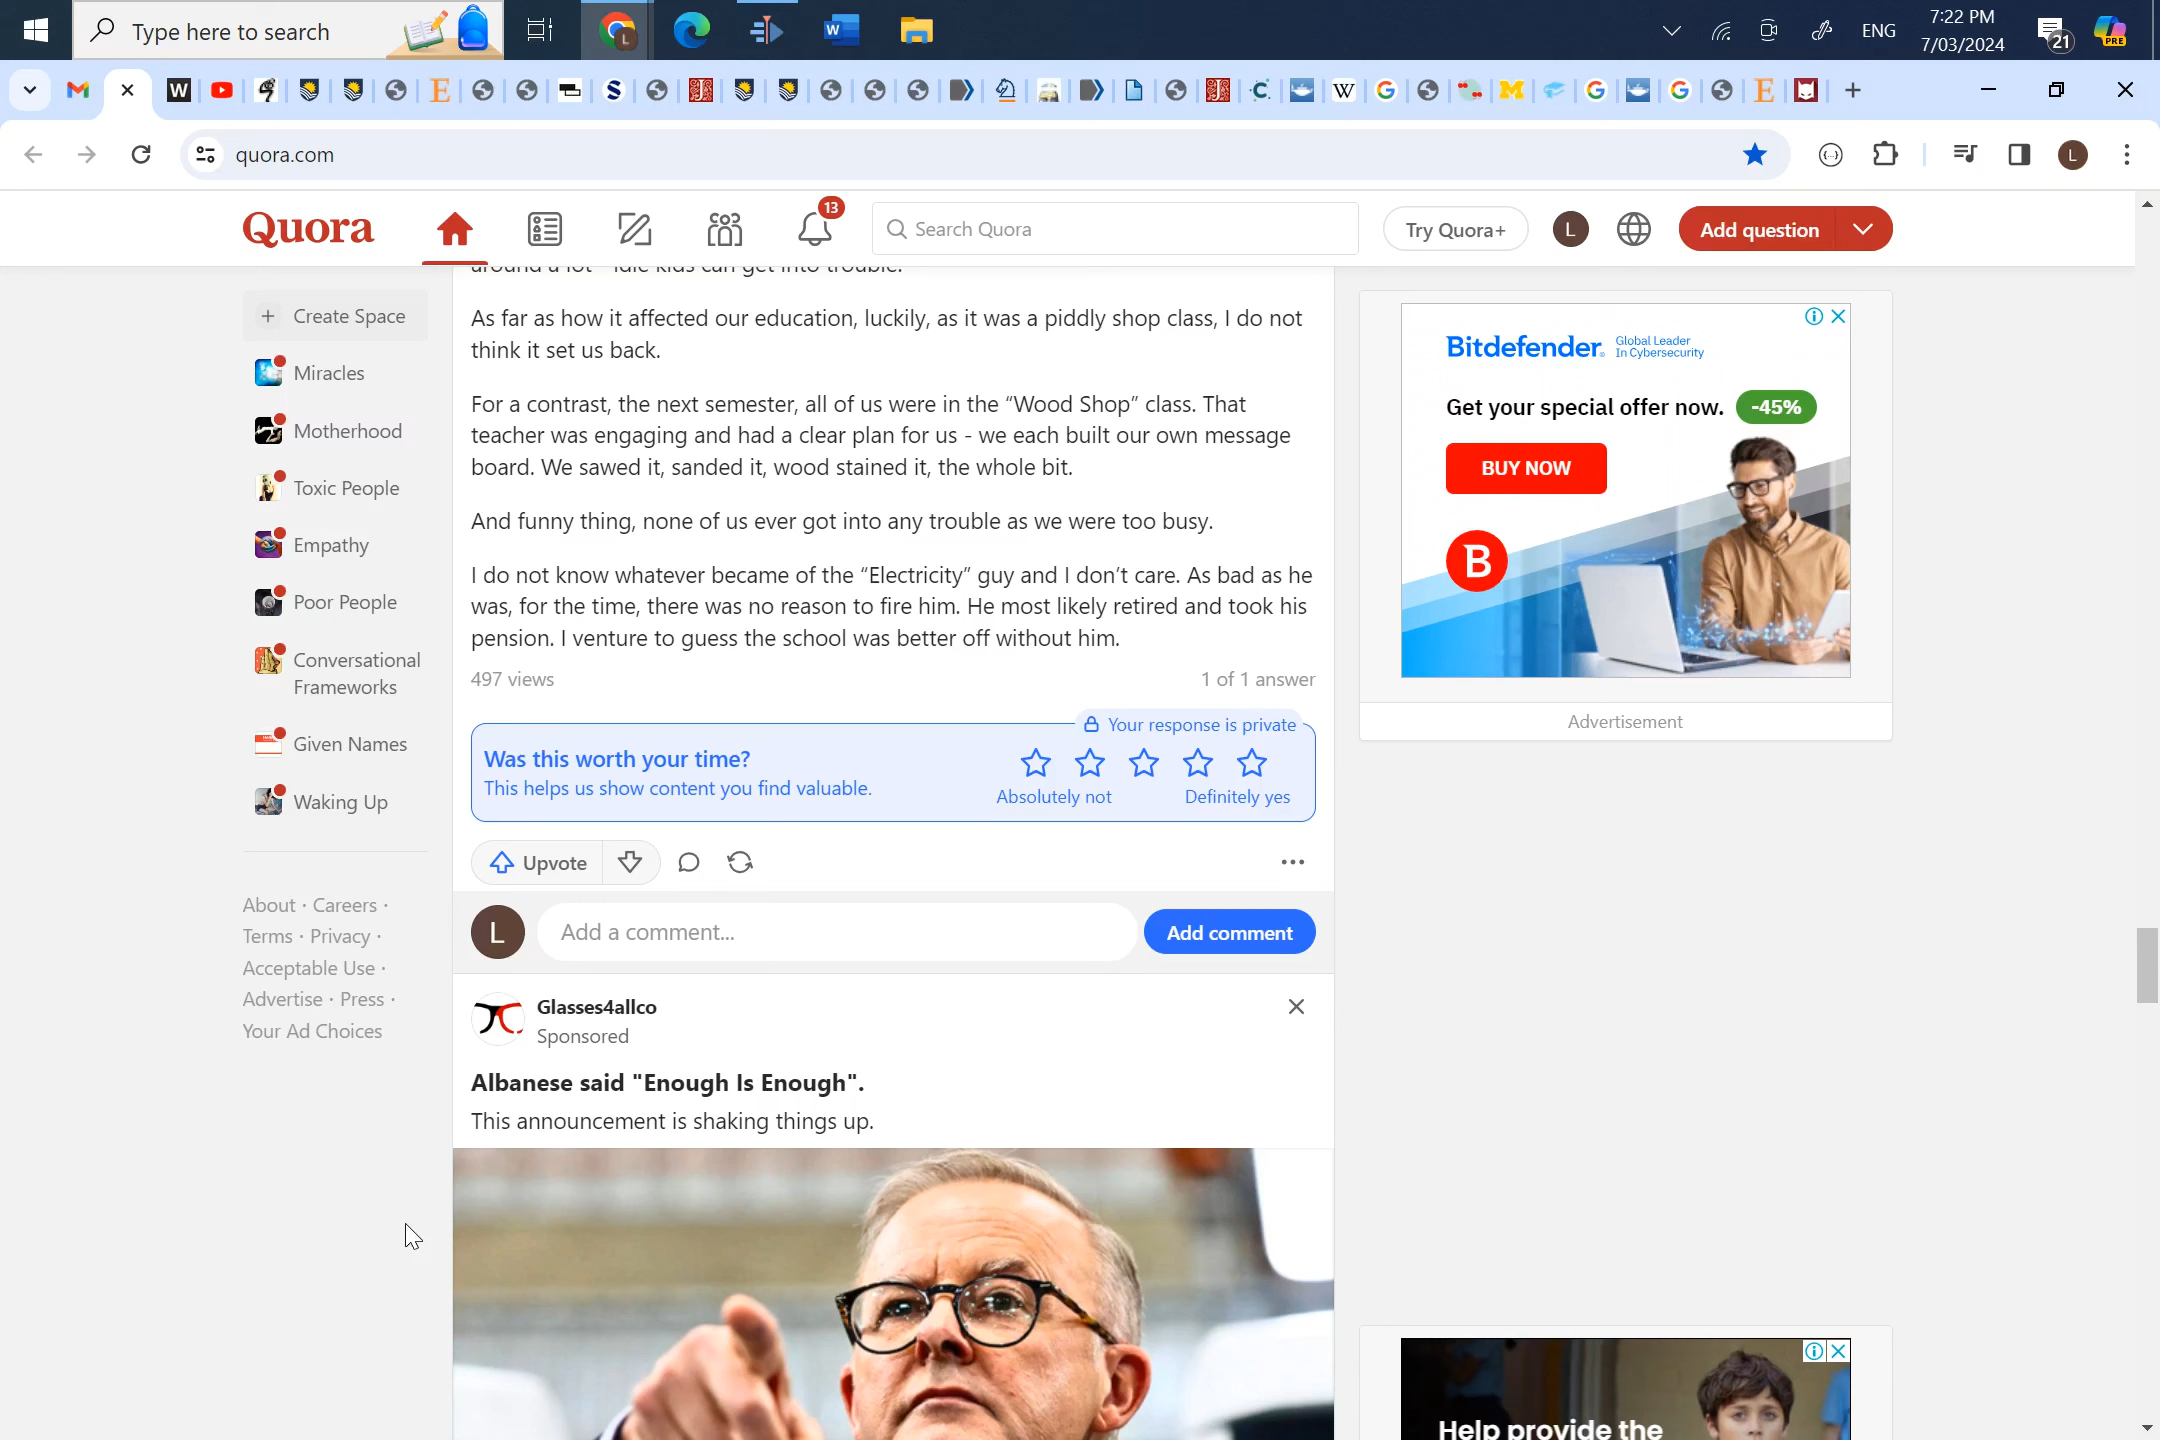 Type here to search
ENG
7:22 PM
7/03/2024
21
PRE
quora.com
L
Quora
13
Search Quora
Try Quora+
L
Add question
Create Space
Miracles
Motherhood
Toxic People
Empathy
Poor People
Conversational
Frameworks
Given Names
Waking Up
About · Careers ·
Terms · Privacy ·
Acceptable Use ·
Advertise · Press ·
Your Ad Choices
around a lot - idle kids can get into trouble.
As far as how it affected our education, luckily, as it was a piddly shop class, I do not
think it set us back.
For a contrast, the next semester, all of us were in the “Wood Shop” class. That
teacher was engaging and had a clear plan for us - we each built our own message
board. We sawed it, sanded it, wood stained it, the whole bit.
And funny thing, none of us ever got into any trouble as we were too busy.
I do not know whatever became of the “Electricity” guy and I don’t care. As bad as he
was, for the time, there was no reason to fire him. He most likely retired and took his
pension. I venture to guess the school was better off without him.
497 views
1 of 1 answer
Your response is private
Was this worth your time?
This helps us show content you find valuable.
Absolutely not
Definitely yes
Upvote
L
Add a comment...
Add comment
Glasses4allco
Sponsored
Albanese said "Enough Is Enough".
This announcement is shaking things up.
Bitdefender
Global Leader
In Cybersecurity
Get your special offer now.
-45%
BUY NOW
B
Advertisement
Help provide the